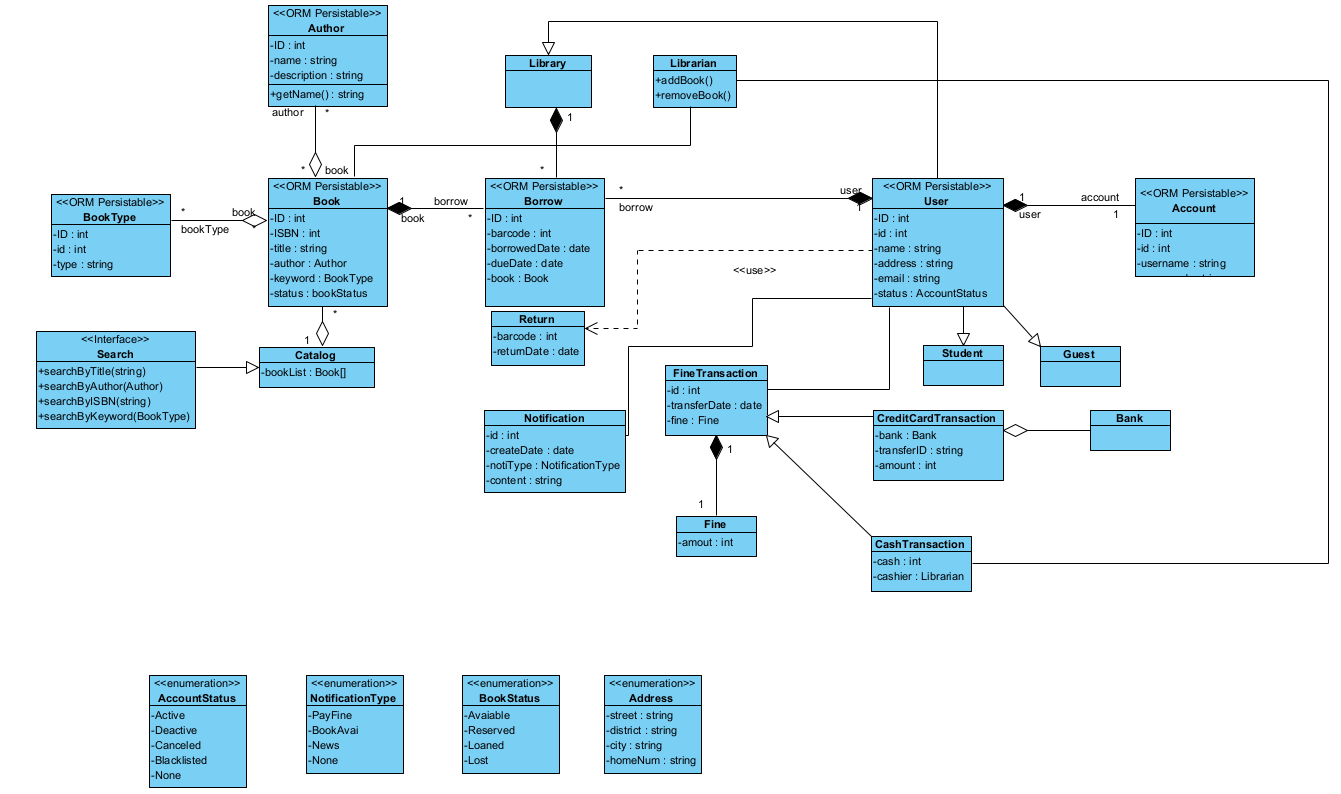 <<ORM Persistable>>
Author
-ID : int
-name : string
-description : string
+getName() : string
author
*
*
book
Library
1
*
Librarian
+addBook()
+removeBook()
<<ORM Persistable>>
BookType
-ID : int
-id : int
-type : string
*
bookType
book
*
<<ORM Persistable>>
Book
-ID : int
-ISBN : int
-title : string
-author : Author
-keyword : BookType
-status : bookStatus
1
book
borrow
*
<<ORM Persistable>>
Borrow
-ID : int
-barcode : int
-borrowedDate : date
-dueDate : date
-book : Book
*
borrow
user
1
<<ORM Persistable>>
User
-ID : int
-id : int
-name : string
-address : string
-email : string
-status : AccountStatus
1
user
account
1
<<ORM Persistable>>
Account
-ID : int
-id : int
-username : string
<<use>>
Return
-barcode : int
-returnDate : date
*
1
<<Interface>>
Search
+searchByTitle(string)
+searchByAuthor(Author)
+searchByISBN(string)
+searchByKeyword(BookType)
Catalog
-bookList : Book[]
Student
Guest
FineTransaction
-id : int
-transferDate : date
-fine : Fine
1
1
Notification
-id : int
-createDate : date
-notiType : NotificationType
-content : string
CreditCardTransaction
-bank : Bank
-transferID : string
-amount : int
Bank
Fine
-amout : int
CashTransaction
-cash : int
-cashier : Librarian
<<enumeration>>
AccountStatus
-Active
-Deactive
-Canceled
-Blacklisted
-None
<<enumeration>>
NotificationType
-PayFine
-BookAvai
-News
-None
<<enumeration>>
BookStatus
-Avaiable
-Reserved
-Loaned
-Lost
<<enumeration>>
Address
-street : string
-district : string
-city : string
-homeNum : string